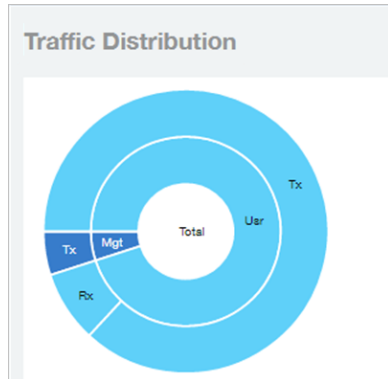 Traffic Distribution
Tx
Usr
Total
Mgt
Tx
Rx